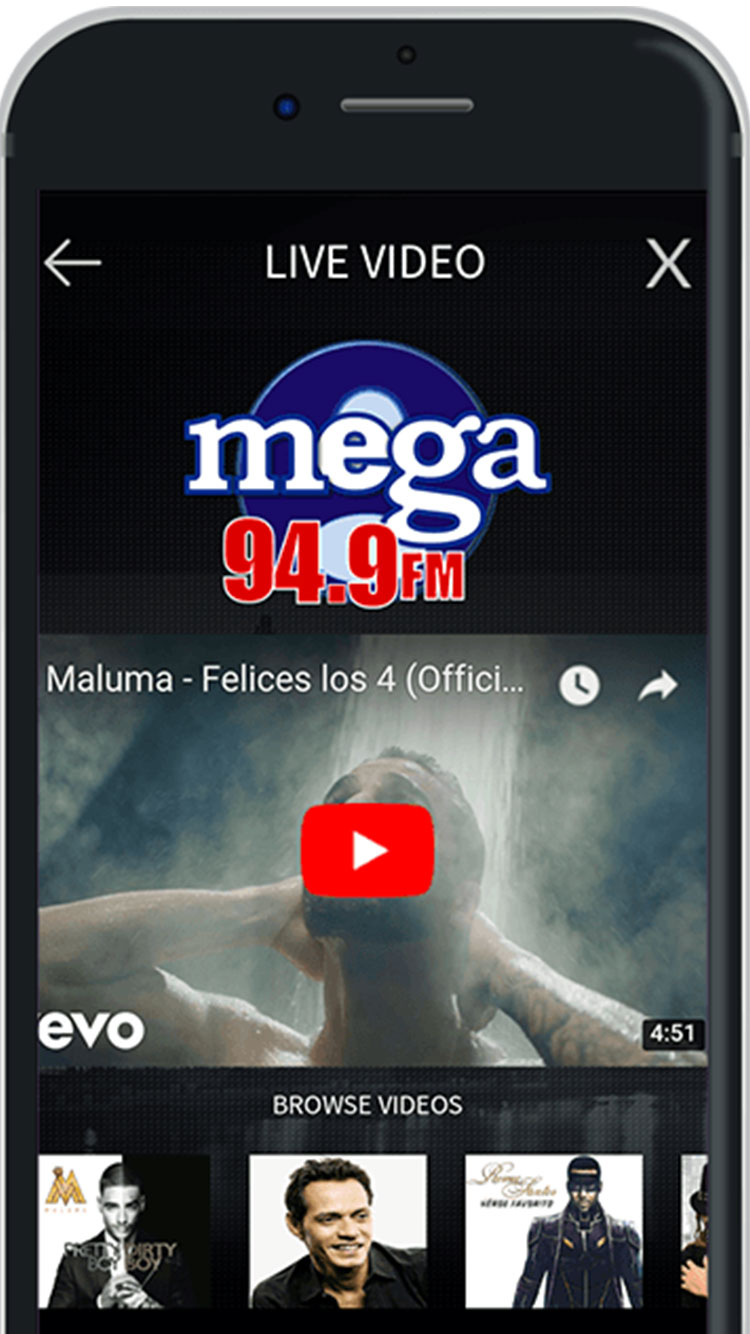 LIVE VIDEO
X
mega
94.9FM
Maluma - Felices los 4 (Offici...
evo
4:51
BROWSE VIDEOS
MALUMA
PRETTY DIRTY
BOY BOY
Romeo Santos
HÉROE FAVORITO